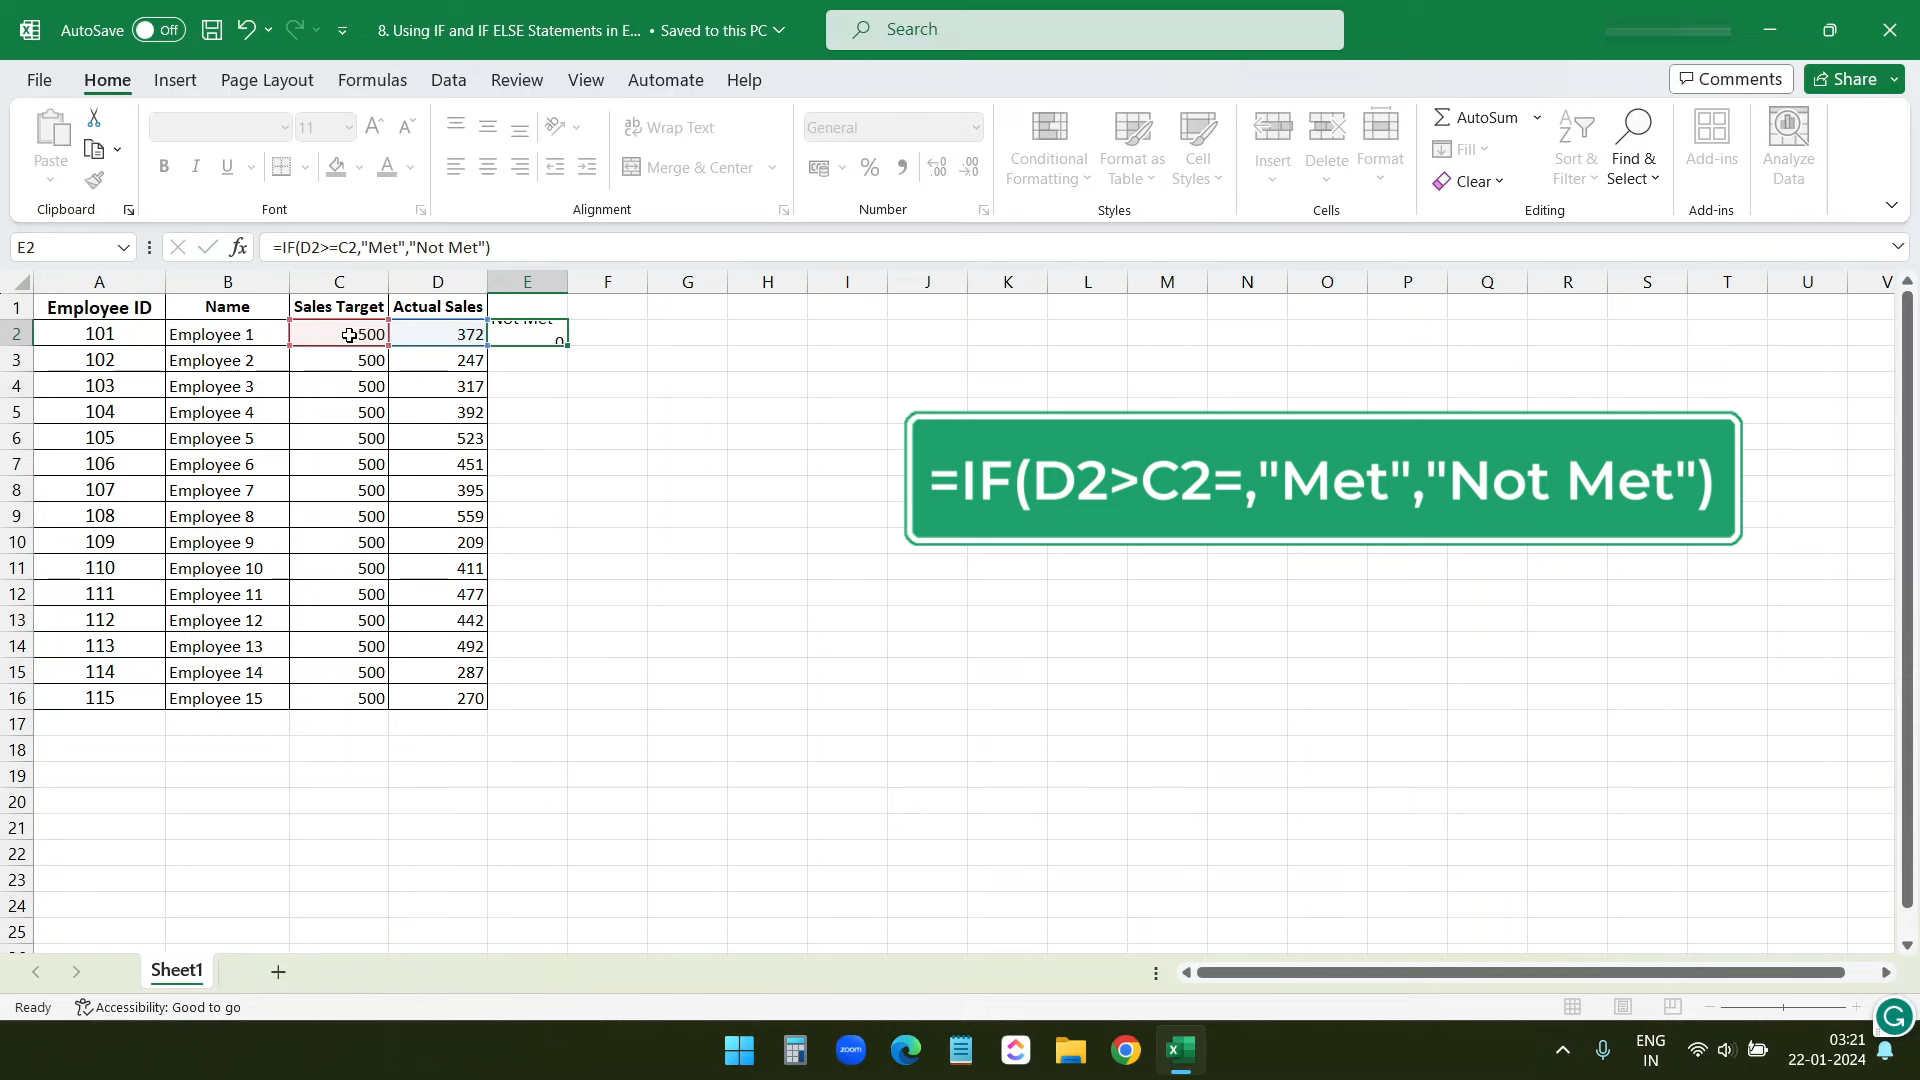 AutoSave Off 8. Using IF and IF ELSE Statements in E... • Saved to this PC Search
File Home Insert Page Layout Formulas Data Review View Automate Help Comments Share
Paste
Clipboard
11
B I U A
Font
ab Wrap Text
Merge & Center
Alignment
General
%
Number
Conditional Formatting
Format as Table
Cell Styles
Styles
Insert
Delete
Format
Cells
AutoSum
Fill
Clear
Sort & Filter
Find & Select
Editing
Add-ins
Add-ins
Analyze Data
E2 fx =IF(D2>=C2,"Met","Not Met")
A B C D E F G H I J K L M N O P Q R S T U V
1 Employee ID Name Sales Target Actual Sales
2 101 Employee 1 500 372 Not Met 0
3 102 Employee 2 500 247
4 103 Employee 3 500 317
5 104 Employee 4 500 392
6 105 Employee 5 500 523
7 106 Employee 6 500 451
8 107 Employee 7 500 395
9 108 Employee 8 500 559
10 109 Employee 9 500 209
11 110 Employee 10 500 411
12 111 Employee 11 500 477
13 112 Employee 12 500 442
14 113 Employee 13 500 492
15 114 Employee 14 500 287
16 115 Employee 15 500 270
17
18
19
20
21
22
23
24
25
=IF(D2>C2=,"Met","Not Met")
Sheet1
Ready Accessibility: Good to go
zoom
ENG
IN
03:21
22-01-2024